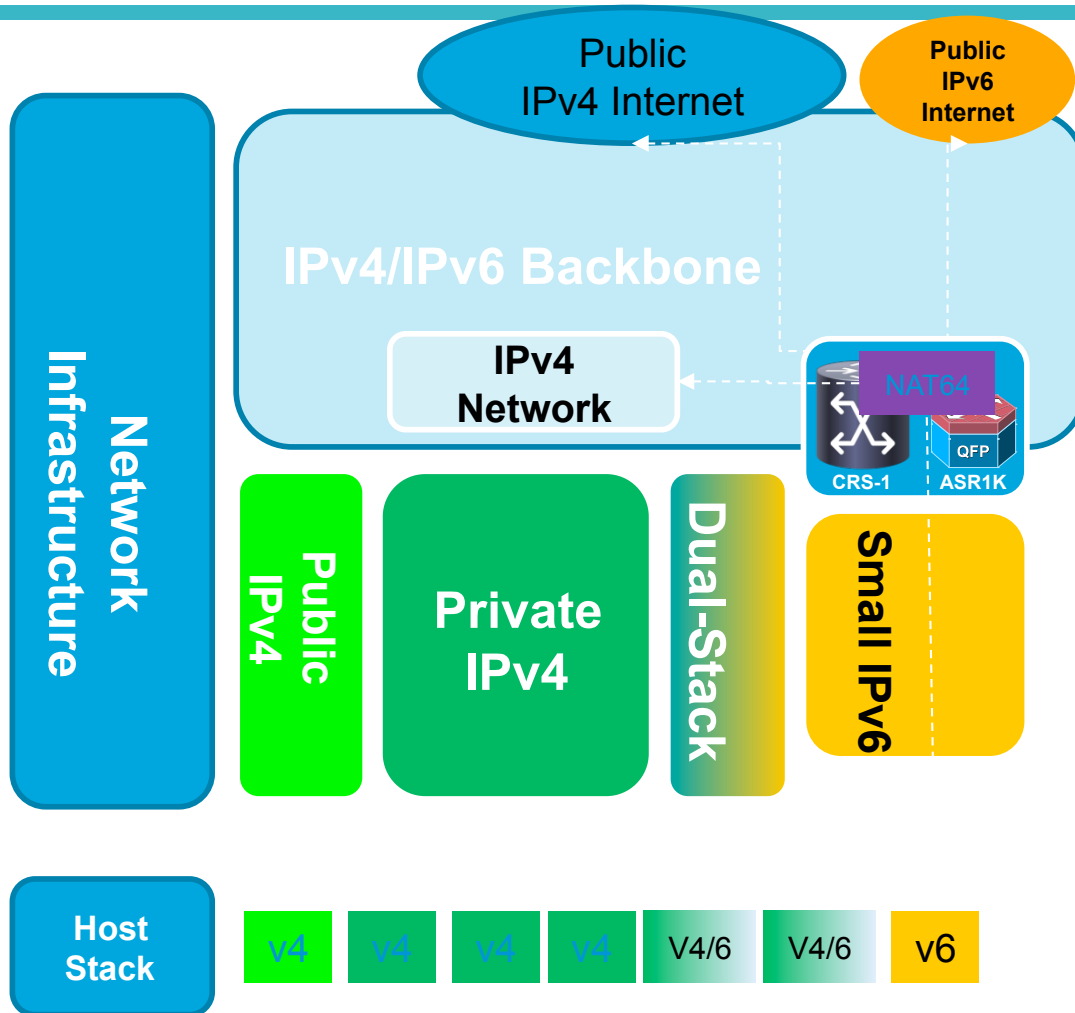 Public
IPv4 Internet
Public
IPv6
Internet
IPv4/IPv6 Backbone
IPv4
Network
NAT64
QFP
CRS-1
ASR1K
Network
Infrastructure
Public
IPv4
Private
IPv4
Dual-Stack
Small IPv6
Host
Stack
v4
v4
v4
v4
V4/6
V4/6
v6